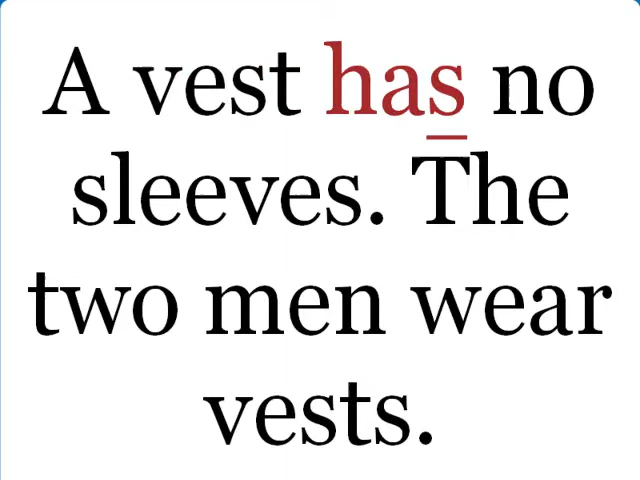 A vest has no
sleeves. The
two men wear
vests.